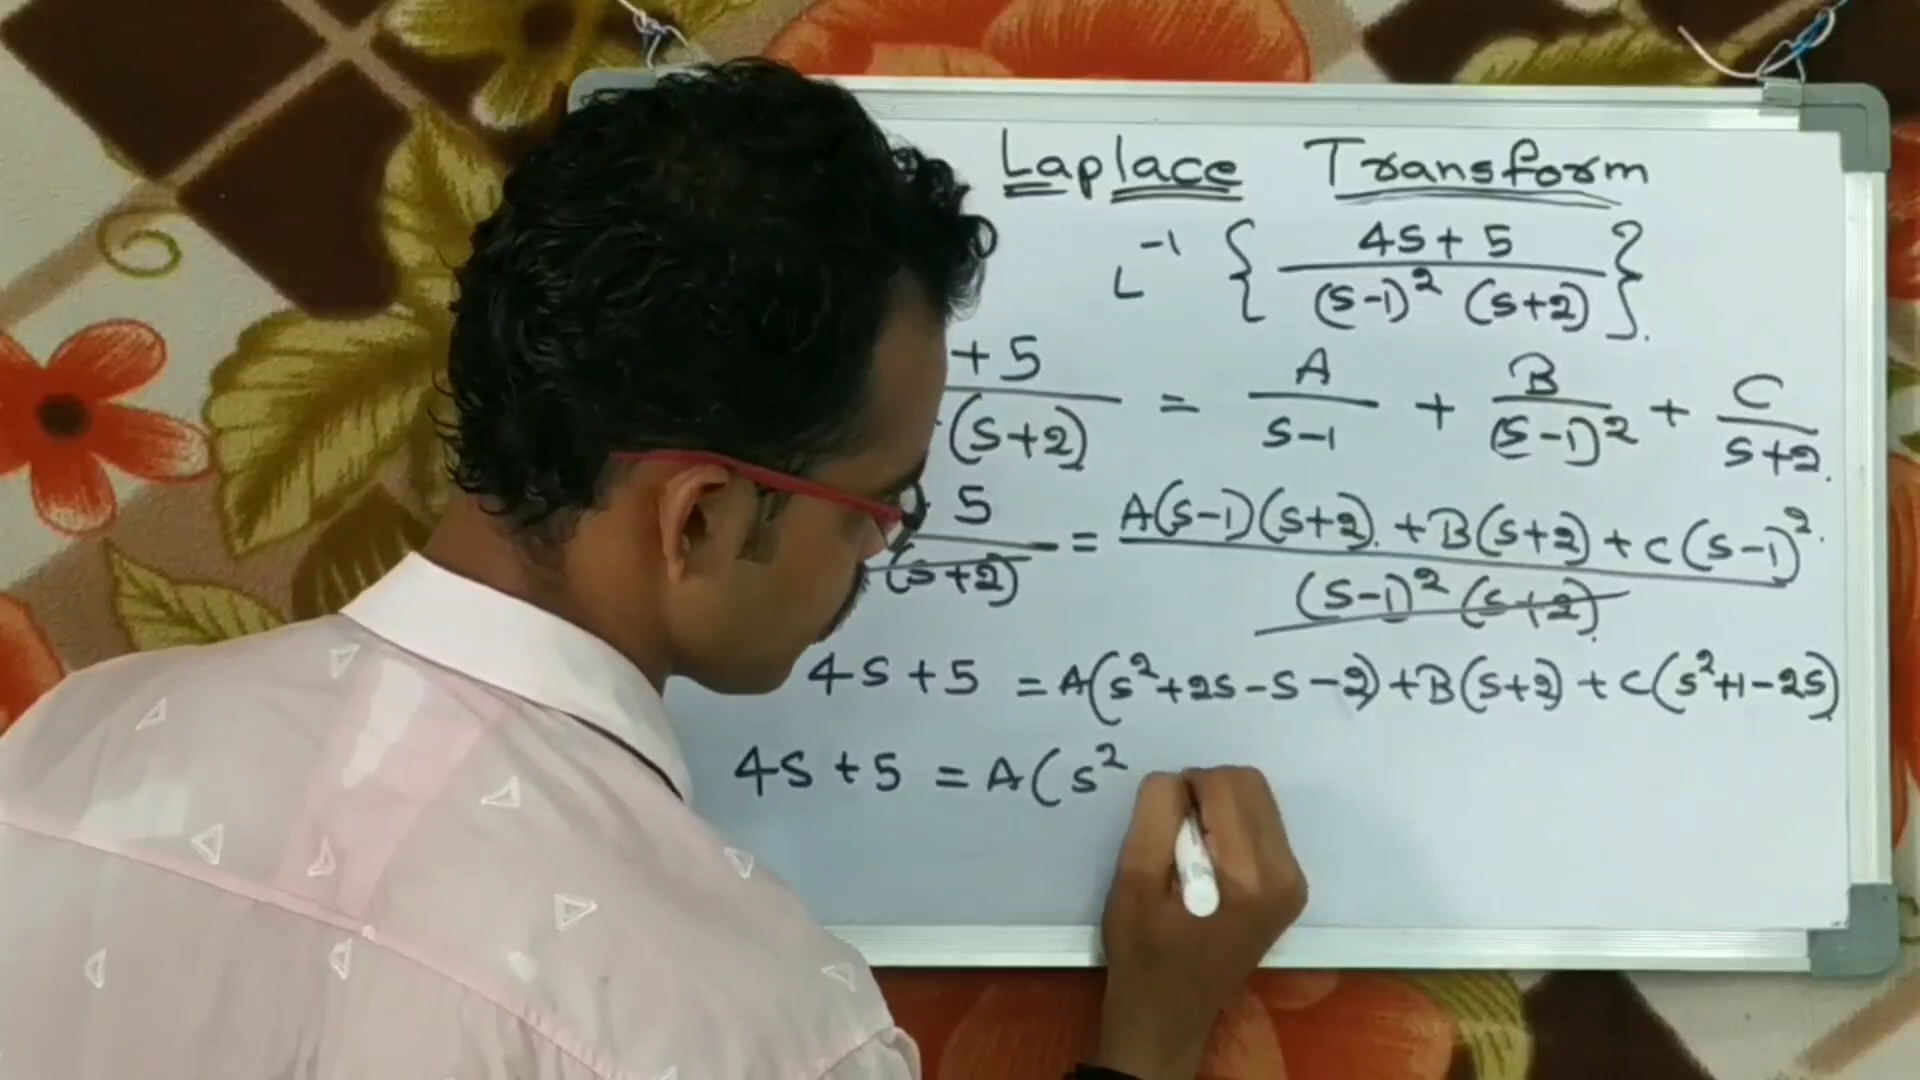 Laplace Transform
L⁻¹ { 4s+5 / (s-1)² (s+2) }.
+5 / (s+2) = A / s-1 + B / (s-1)² + C / s+2.
5 / (s+2) = A(s-1)(s+2) + B(s+2) + C(s-1)². / (s-1)² (s+2).
4s+5 = A(s²+2s-s-2)+B(s+2)+C(s²+1-2s)
4s+5 = A(s²